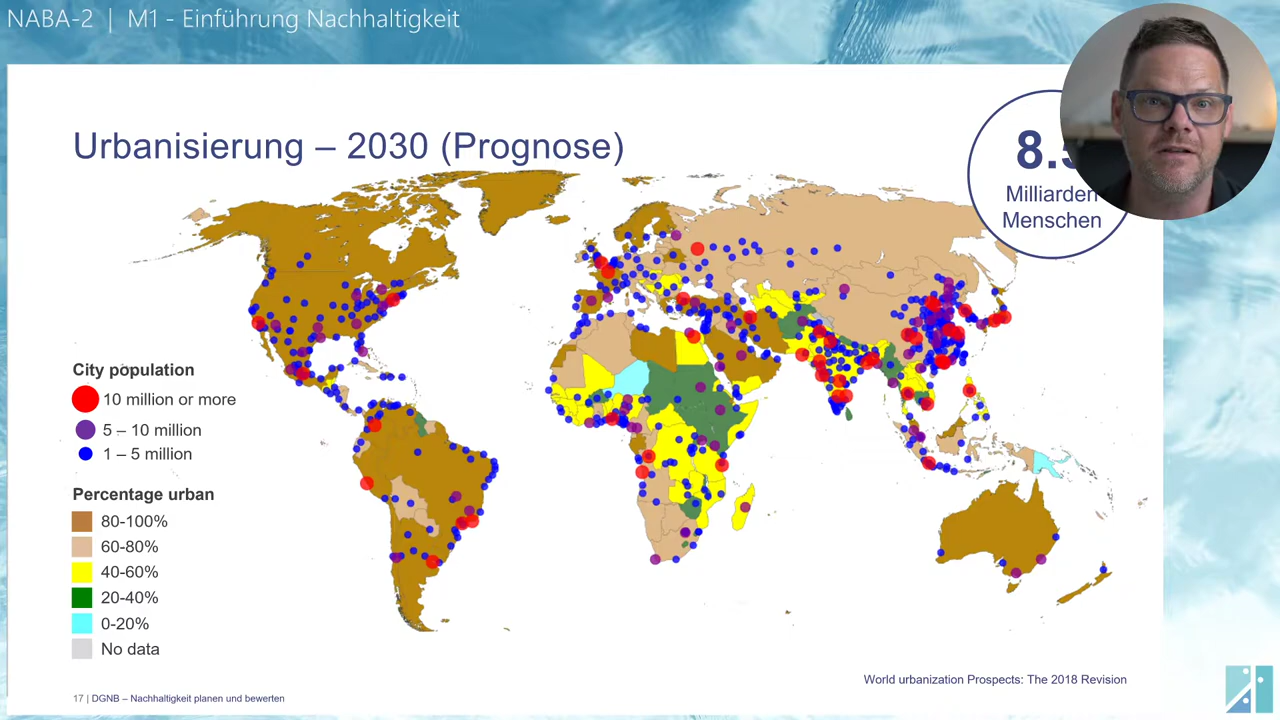 NABA-2 | M1 - Einführung Nachhaltigkeit
Urbanisierung – 2030 (Prognose)
Milliarden
Menschen
City population
10 million or more
5 – 10 million
1 – 5 million
Percentage urban
80-100%
60-80%
40-60%
20-40%
0-20%
No data
World urbanization Prospects: The 2018 Revision
17 | DGNB – Nachhaltigkeit planen und bewerten